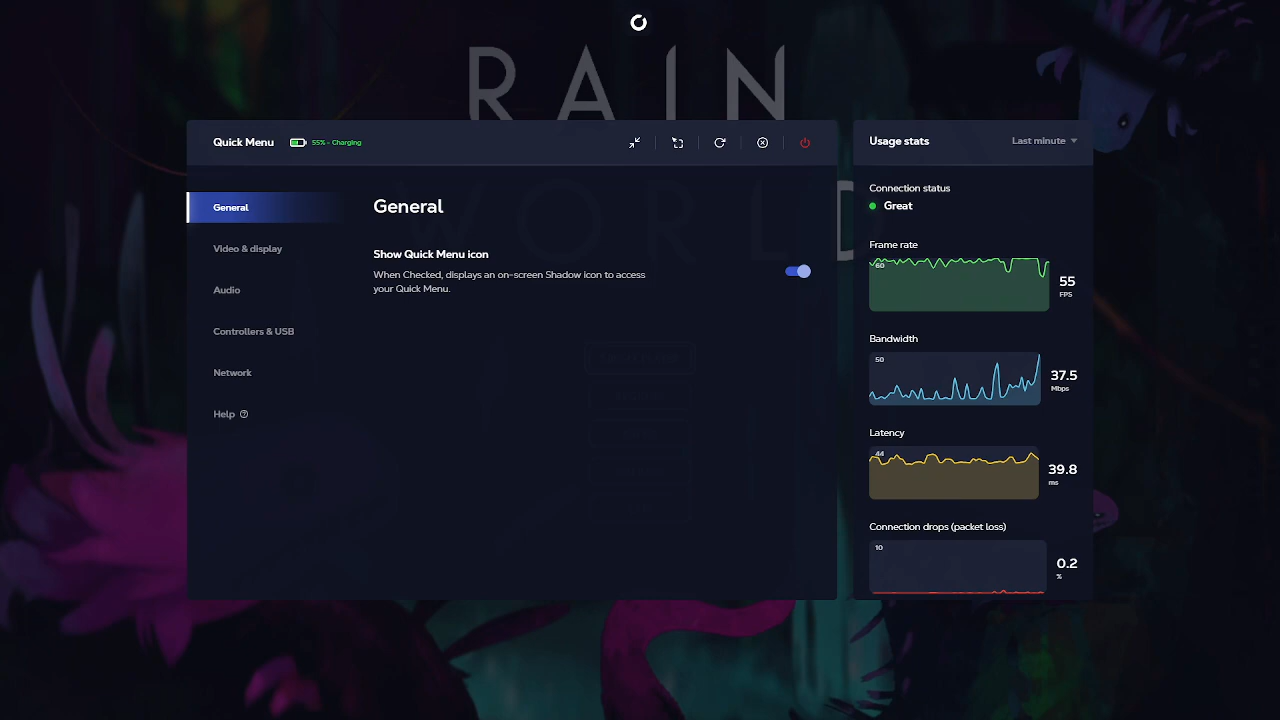 RAIN
WORLD
Quick Menu
55% - Charging
General
Video & display
Audio
Controllers & USB
Network
Help
General
Show Quick Menu icon
When Checked, displays an on-screen Shadow icon to access
your Quick Menu.
Usage stats
Last minute
Connection status
Great
Frame rate
60
55
FPS
Bandwidth
50
37.5
Mbps
Latency
44
39.8
ms
Connection drops (packet loss)
10
0.2
%